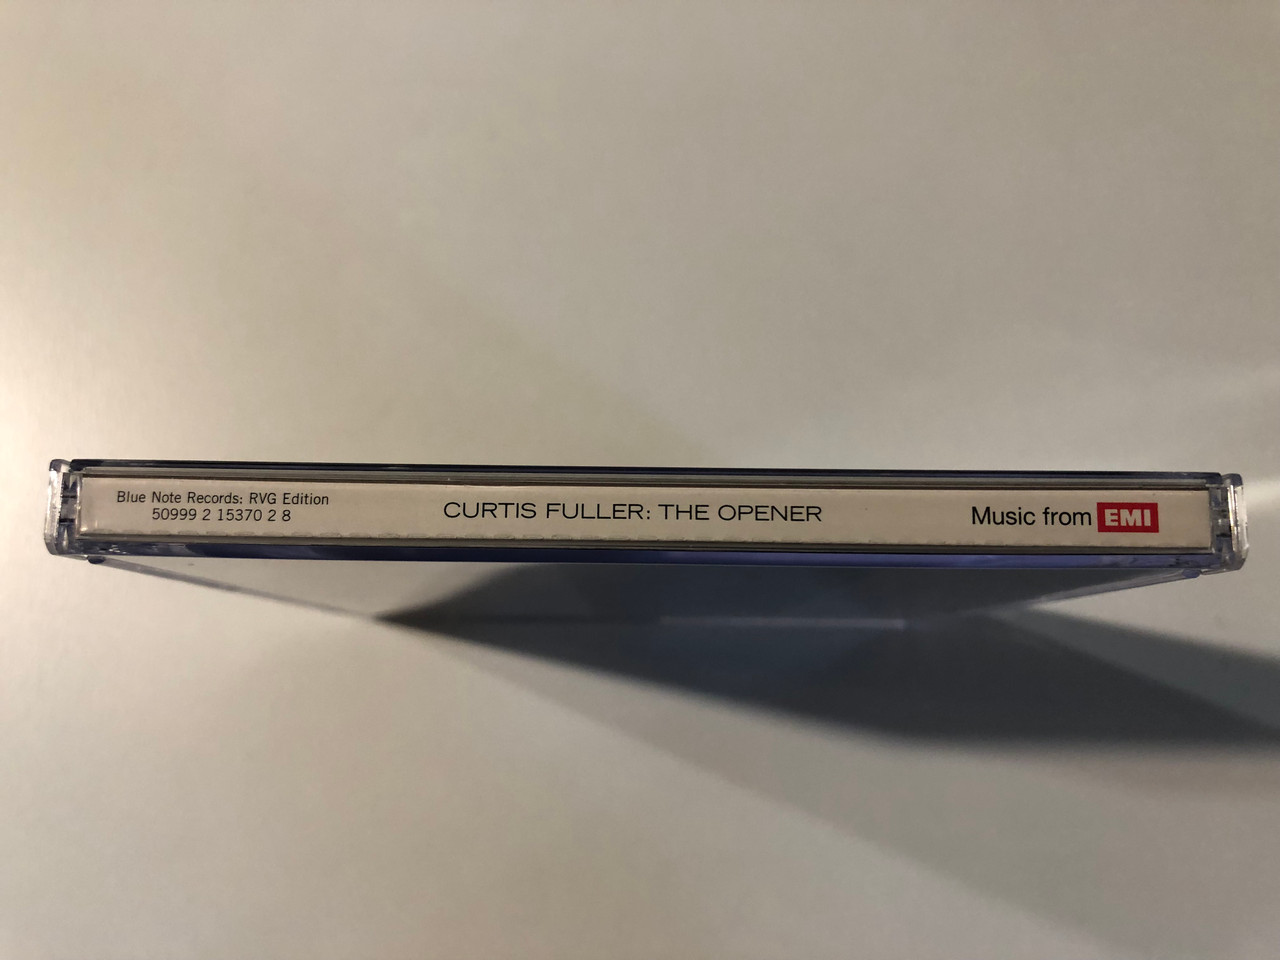 Blue Note Records: RVG Edition
50999 2 15370 2 8
CURTIS FULLER: THE OPENER
Music from EMI